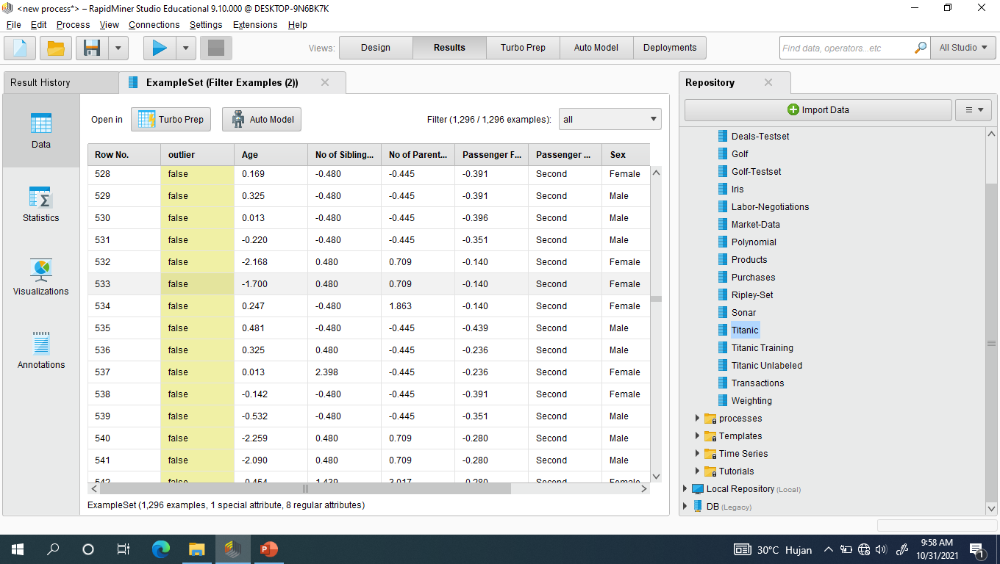 <new process*> – RapidMiner Studio Educational 9.10.000 @ DESKTOP-9N6BK7K
File Edit Process View Connections Settings Extensions Help
Views: Design Results Turbo Prep Auto Model Deployments Find data, operators...etc All Studio
Result History ExampleSet (Filter Examples (2))
Data
Statistics
Visualizations
Annotations
Open in Turbo Prep Auto Model Filter (1,296 / 1,296 examples): all
Row No. outlier Age No of Sibling... No of Parent... Passenger F... Passenger ... Sex
528 false 0.169 -0.480 -0.445 -0.391 Second Female
529 false 0.325 -0.480 -0.445 -0.391 Second Male
530 false 0.013 -0.480 -0.445 -0.396 Second Male
531 false -0.220 -0.480 -0.445 -0.351 Second Male
532 false -2.168 0.480 0.709 -0.140 Second Female
533 false -1.700 0.480 0.709 -0.140 Second Female
534 false 0.247 -0.480 1.863 -0.140 Second Female
535 false 0.481 -0.480 -0.445 -0.439 Second Male
536 false 0.325 0.480 -0.445 -0.236 Second Male
537 false 0.013 2.398 -0.445 -0.236 Second Female
538 false -0.142 -0.480 -0.445 -0.391 Second Female
539 false -0.532 -0.480 -0.445 -0.351 Second Male
540 false -2.259 0.480 0.709 -0.280 Second Male
541 false -2.090 0.480 0.709 -0.280 Second Male
542 false -0.454 1.439 3.017 -0.280 Second Female
ExampleSet (1,296 examples, 1 special attribute, 8 regular attributes)
Repository
Import Data
Deals-Testset
Golf
Golf-Testset
Iris
Labor-Negotiations
Market-Data
Polynomial
Products
Purchases
Ripley-Set
Sonar
Titanic
Titanic Training
Titanic Unlabeled
Transactions
Weighting
processes
Templates
Time Series
Tutorials
Local Repository (Local)
DB (Legacy)
30°C Hujan
9:58 AM
10/31/2021
1